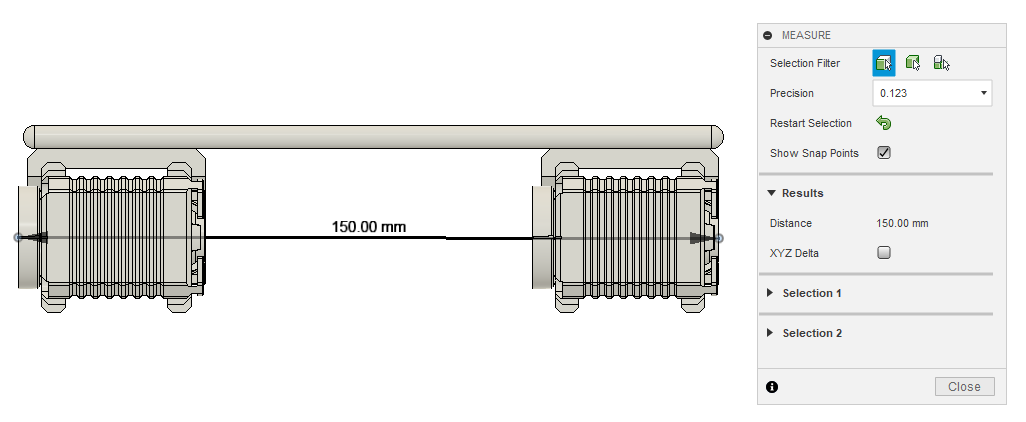 MEASURE
Selection Filter
Precision
0.123
Restart Selection
Show Snap Points
Results
Distance
150.00 mm
XYZ Delta
Selection 1
Selection 2
Close
150.00 mm